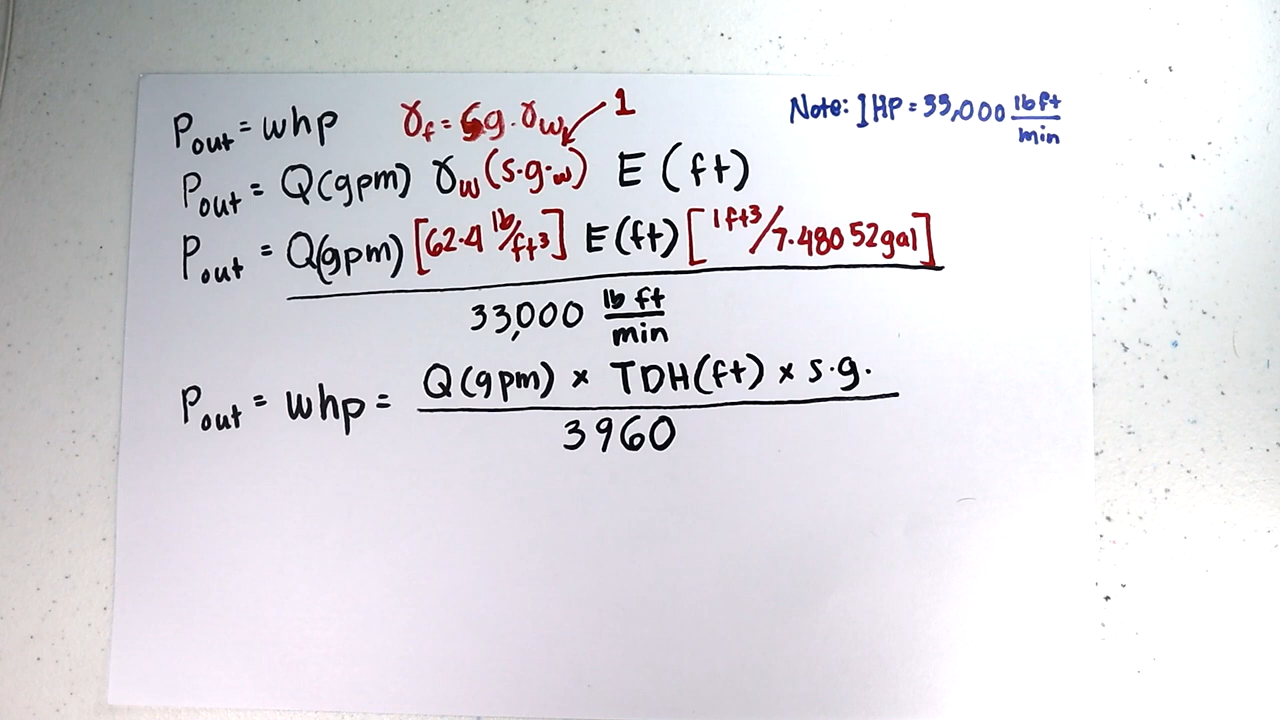 Pout = whp γf = Sg · γw 1
Note: 1HP = 33,000 lb ft / min
Pout = Q(gpm) γw (s.g.w) E (ft)
Pout = Q(gpm) [62.4 lb/ft3] E (ft) [1ft3/7.48052gal]
33,000 lb ft / min
Pout = whp = Q(gpm) x TDH(ft) x s.g.
3960